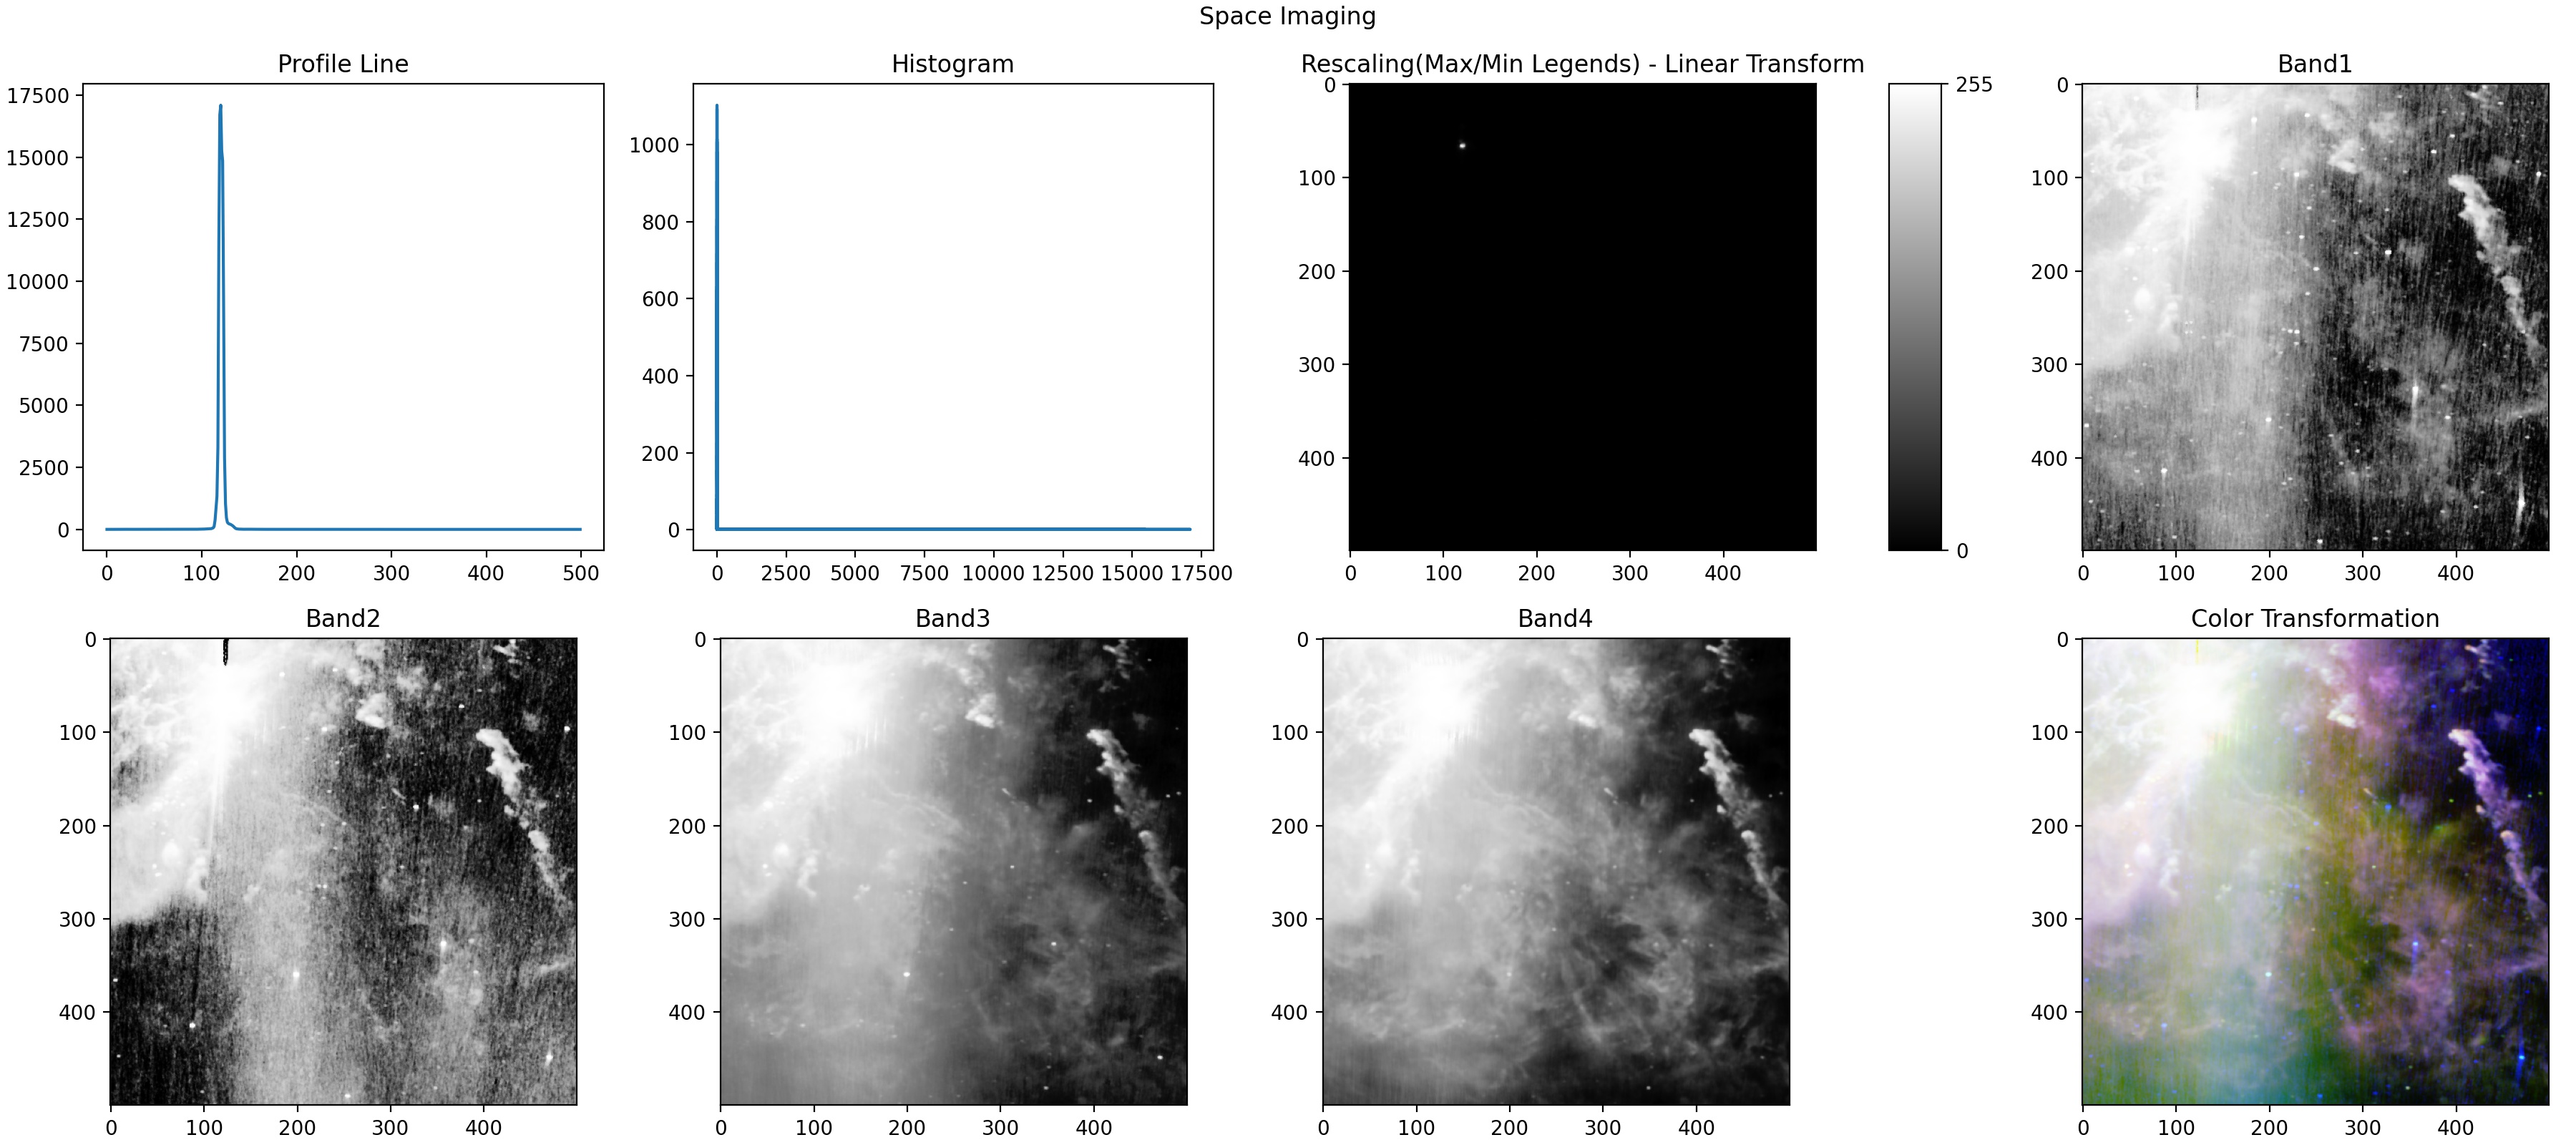 Space Imaging
Profile Line
17500
15000
12500
10000
7500
5000
2500
0
0 100 200 300 400 500
Histogram
1000
800
600
400
200
0
0 2500 5000 7500 10000 12500 15000 17500
Rescaling(Max/Min Legends) - Linear Transform
0
100
200
300
400
0 100 200 300 400
255
0
Band1
0
100
200
300
400
0 100 200 300 400
Band2
0
100
200
300
400
0 100 200 300 400
Band3
0
100
200
300
400
0 100 200 300 400
Band4
0
100
200
300
400
0 100 200 300 400
Color Transformation
0
100
200
300
400
0 100 200 300 400